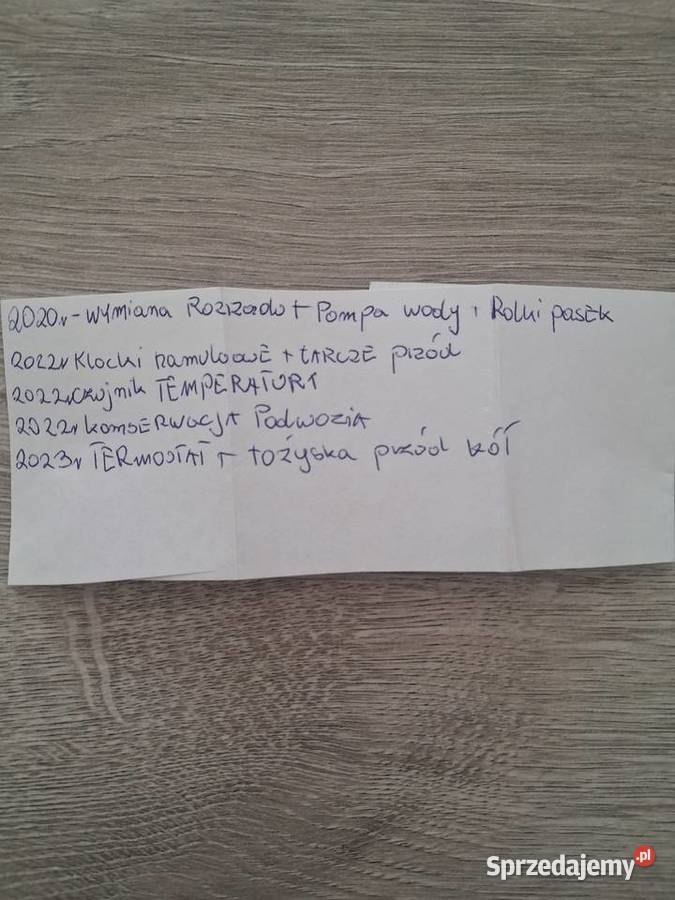 2020r - wymiana Rozrzado + Pompa wody + Rolki pasek
2022r Klocki hamulcowe + tarcze przód
2022r Czujnik TEMPERATURY
2022r konserwacja Podwozia
2023r TERMOSTAT + łożyska przód kół
Sprzedajemy.pl